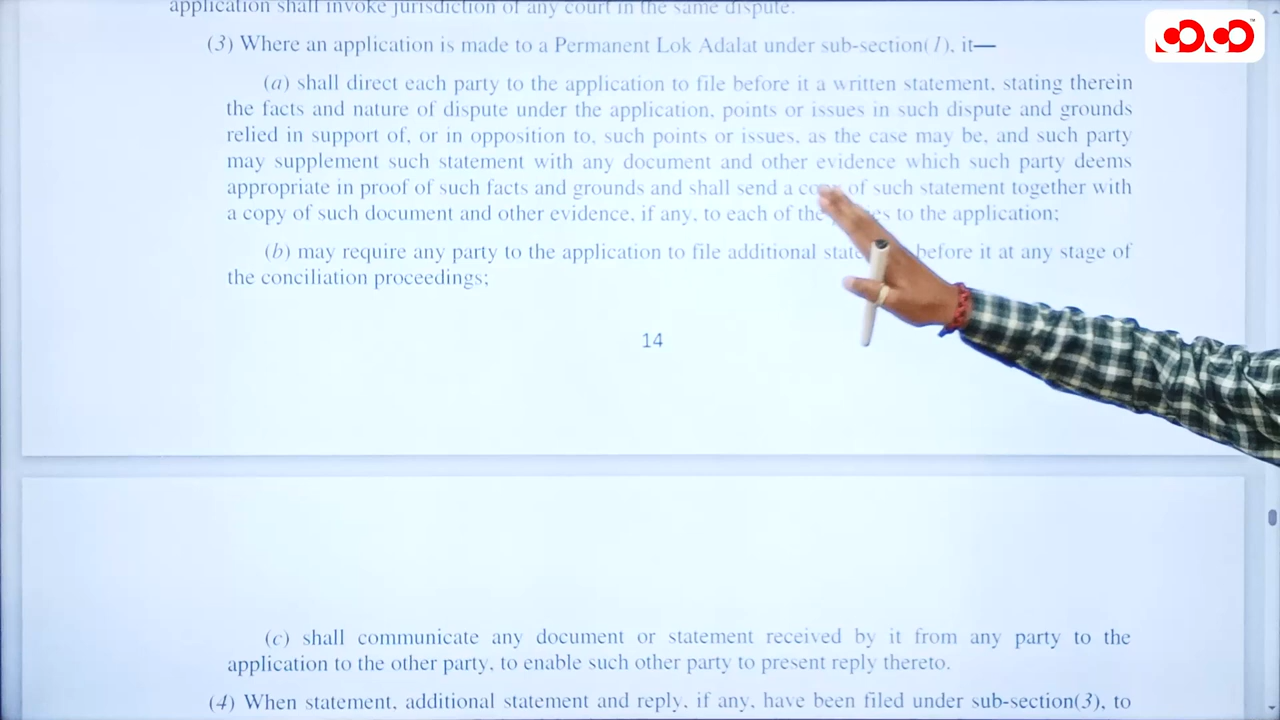 application shall invoke jurisdiction of any court in the same dispute.
(3) Where an application is made to a Permanent Lok Adalat under sub-section(1), it—
(a) shall direct each party to the application to file before it a written statement, stating therein
the facts and nature of dispute under the application, points or issues in such dispute and grounds
relied in support of, or in opposition to, such points or issues, as the case may be, and such party
may supplement such statement with any document and other evidence which such party deems
appropriate in proof of such facts and grounds and shall send a of such statement together with
a copy of such document and other evidence, if any, to each of the to the application;
(b) may require any party to the application to file additional before it at any stage of
the conciliation proceedings;
14
(c) shall communicate any document or statement received by it from any party to the
application to the other party, to enable such other party to present reply thereto.
(4) When statement, additional statement and reply, if any, have been filed under sub-section(3), to